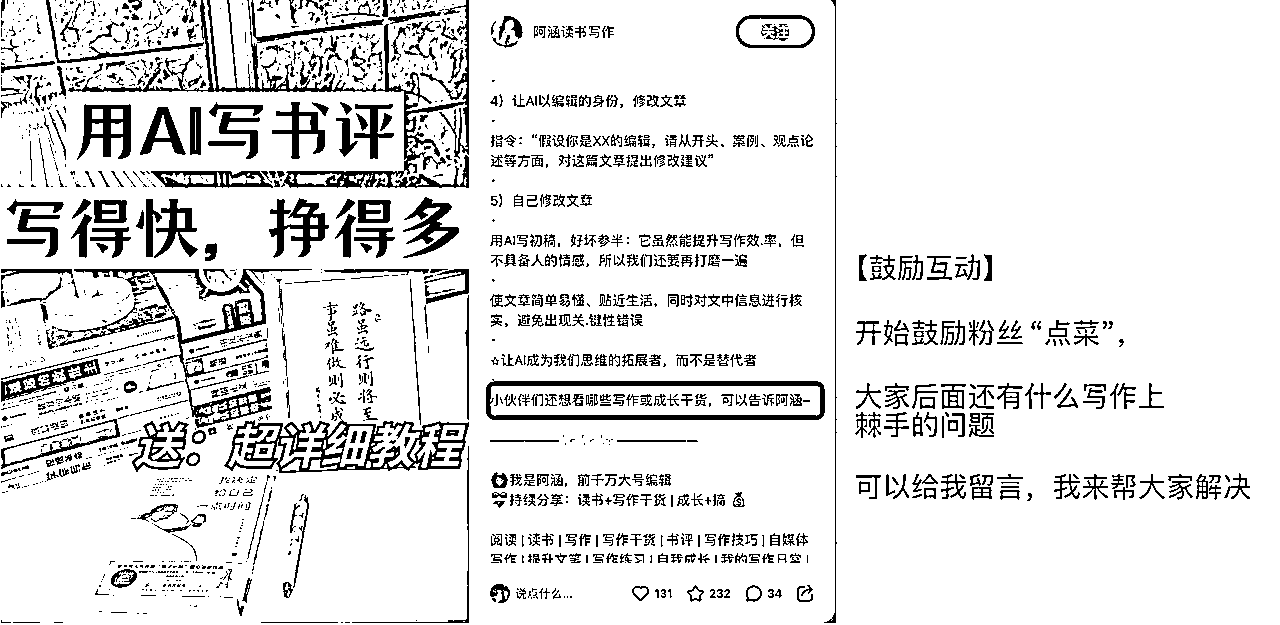 用AI写书评
写得快，挣得多
路虽远行则将至
事虽难做则必成
送：超详细教程
阿涵读书写作
关注
4）让AI以编辑的身份，修改文章
指令：“假设你是XX的编辑，请从开头、案例、观点论
述等方面，对这篇文章提出修改建议”
5）自己修改文章
用AI写初稿，好坏参半：它虽然能提升写作效.率，但
不具备人的情感，所以我们还要再打磨一遍
使文章简单易懂、贴近生活，同时对文中信息进行核
实，避免出现关.键性错误
☆让AI成为我们思维的拓展者，而不是替代者
小伙伴们还想看哪些写作或成长干货，可以告诉阿涵~
我是阿涵，前千万大号编辑
持续分享：读书+写作干货|成长+搞
阅读|读书|写作|写作干货|书评|写作技巧|自媒体
写作|提升文笔|写作练习|自我成长|我的写作日常|
说点什么...
131
232
34
【鼓励互动】
开始鼓励粉丝“点菜”，
大家后面还有什么写作上
棘手的问题
可以给我留言，我来帮大家解决